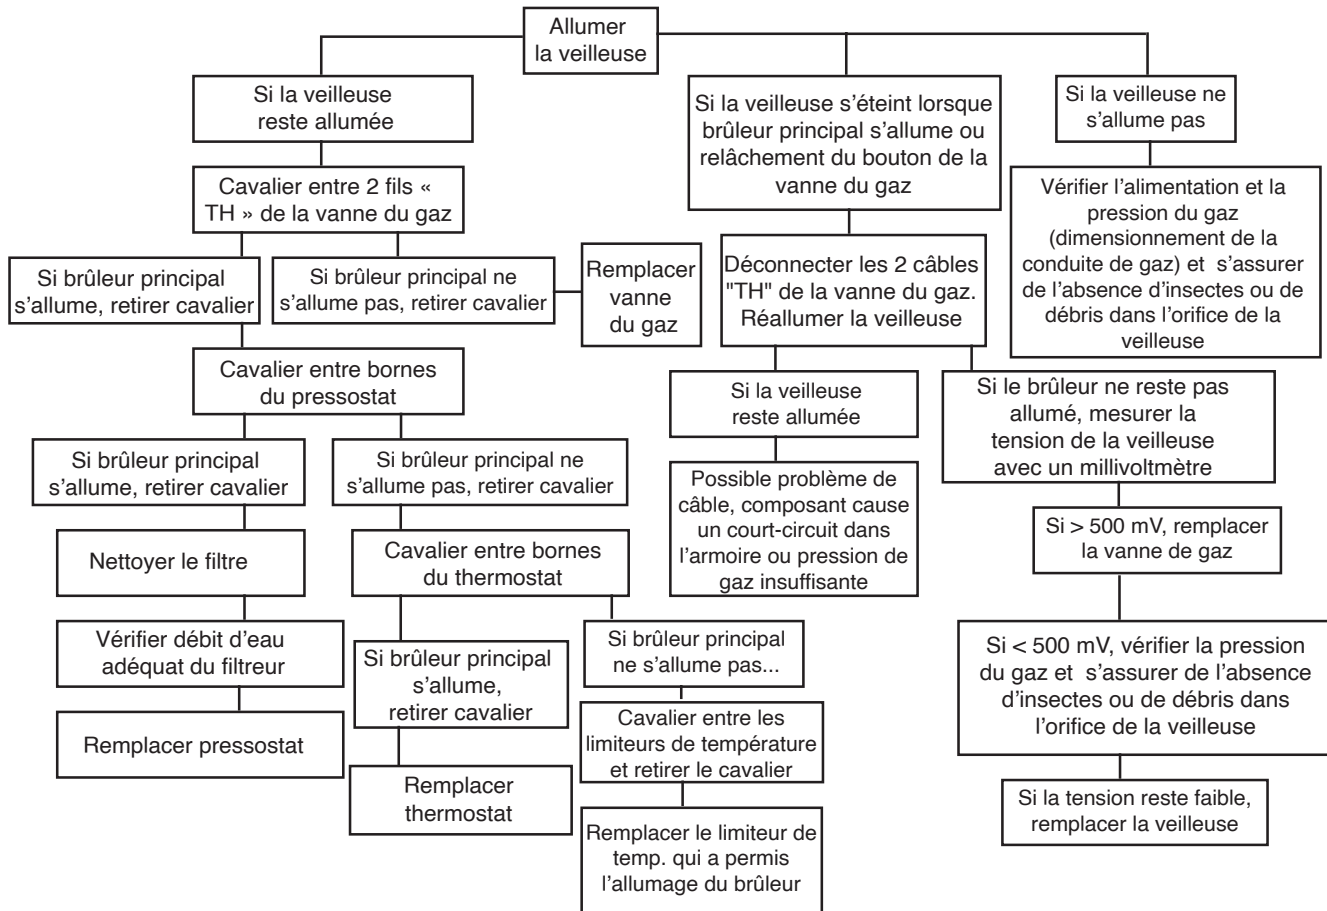 Allumer
la veilleuse
Si la veilleuse
reste allumée
Si la veilleuse s'éteint lorsque
brûleur principal s'allume ou
relâchement du bouton de la
vanne du gaz
Si la veilleuse ne
s'allume pas
Cavalier entre 2 fils «
TH » de la vanne du gaz
Vérifier l'alimentation et la
pression du gaz
(dimensionnement de la
conduite de gaz) et s'assurer
de l'absence d'insectes ou de
débris dans l'orifice de la
veilleuse
Si brûleur principal
s'allume, retirer cavalier
Si brûleur principal ne
s'allume pas, retirer cavalier
Remplacer
vanne
du gaz
Déconnecter les 2 câbles
"TH" de la vanne du gaz.
Réallumer la veilleuse
Cavalier entre bornes
du pressostat
Si la veilleuse
reste allumée
Si le brûleur ne reste pas
allumé, mesurer la
tension de la veilleuse
avec un millivoltmètre
Si brûleur principal
s'allume, retirer cavalier
Si brûleur principal ne
s'allume pas, retirer cavalier
Possible problème de
câble, composant cause
un court-circuit dans
l'armoire ou pression de
gaz insuffisante
Si > 500 mV, remplacer
la vanne de gaz
Nettoyer le filtre
Cavalier entre bornes
du thermostat
Vérifier débit d'eau
adéquat du filtreur
Si brûleur principal
s'allume,
retirer cavalier
Si brûleur principal
ne s'allume pas...
Si < 500 mV, vérifier la pression
du gaz et s'assurer de l'absence
d'insectes ou de débris dans
l'orifice de la veilleuse
Remplacer pressostat
Cavalier entre les
limiteurs de température
et retirer le cavalier
Remplacer
thermostat
Si la tension reste faible,
remplacer la veilleuse
Remplacer le limiteur de
temp. qui a permis
l'allumage du brûleur